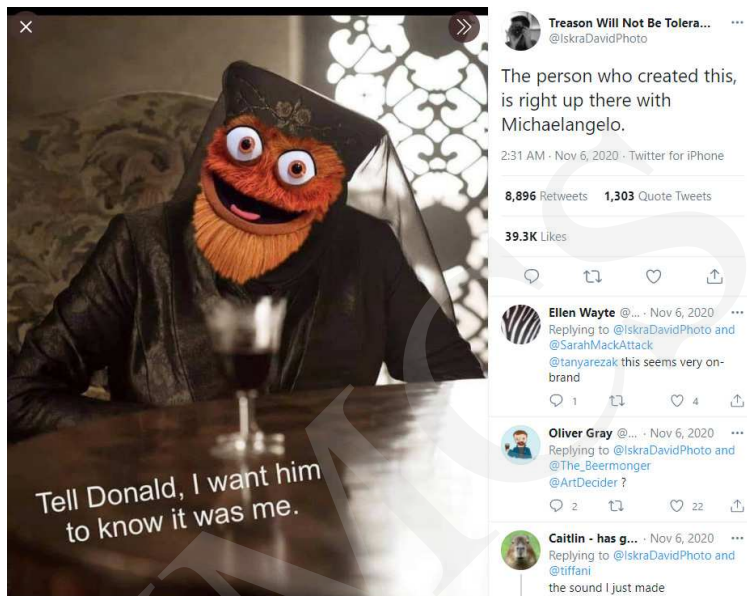 Tell Donald, I want him
to know it was me.
Treason Will Not Be Tolera...
@IskraDavidPhoto
The person who created this,
is right up there with
Michaelangelo.
2:31 AM · Nov 6, 2020 · Twitter for iPhone
8,896 Retweets 1,303 Quote Tweets
39.3K Likes
Ellen Wayte @... · Nov 6, 2020
Replying to @IskraDavidPhoto and
@SarahMackAttack
@tanyarezak this seems very on-
brand
1 4
Oliver Gray @... · Nov 6, 2020
Replying to @IskraDavidPhoto and
@The_Beermonger
@ArtDecider ?
2 22
Caitlin - has g... · Nov 6, 2020
Replying to @IskraDavidPhoto and
@tiffani
the sound I just made